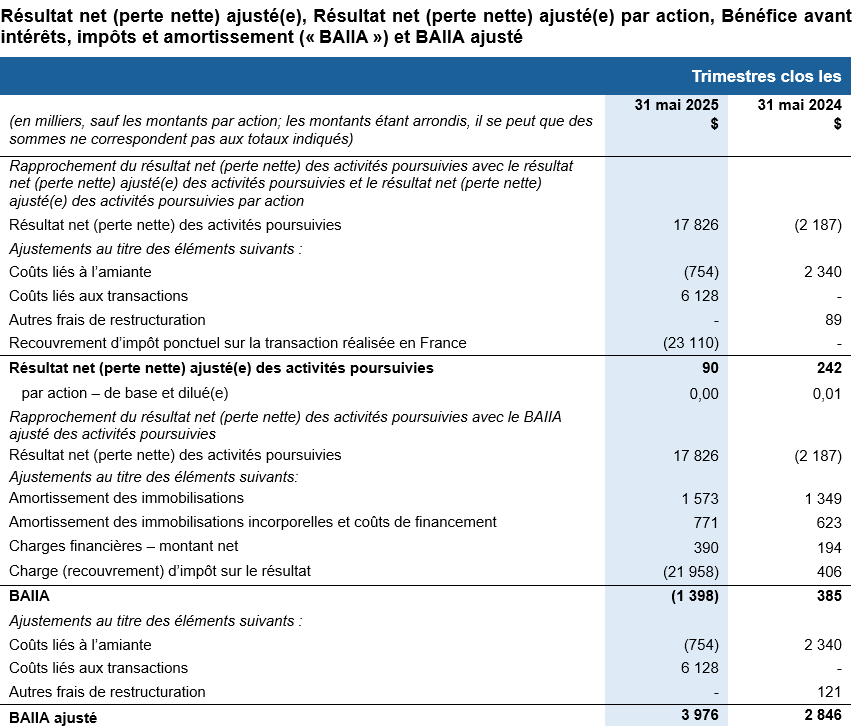 Résultat net (perte nette) ajusté(e), Résultat net (perte nette) ajusté(e) par action, Bénéfice avant
intérêts, impôts et amortissement (« BAIIA ») et BAIIA ajusté
Trimestres clos les
31 mai 2025 31 mai 2024
(en milliers, sauf les montants par action; les montants étant arrondis, il se peut que des $ $
sommes ne correspondent pas aux totaux indiqués)
Rapprochement du résultat net (perte nette) des activités poursuivies avec le résultat
net (perte nette) ajusté(e) des activités poursuivies et le résultat net (perte nette)
ajusté(e) des activités poursuivies par action
Résultat net (perte nette) des activités poursuivies 17 826 (2 187)
Ajustements au titre des éléments suivants :
Coûts liés à l’amiante (754) 2 340
Coûts liés aux transactions 6 128 -
Autres frais de restructuration - 89
Recouvrement d’impôt ponctuel sur la transaction réalisée en France (23 110) -
Résultat net (perte nette) ajusté(e) des activités poursuivies 90 242
par action – de base et dilué(e) 0,00 0,01
Rapprochement du résultat net (perte nette) des activités poursuivies avec le BAIIA
ajusté des activités poursuivies
Résultat net (perte nette) des activités poursuivies 17 826 (2 187)
Ajustements au titre des éléments suivants:
Amortissement des immobilisations 1 573 1 349
Amortissement des immobilisations incorporelles et coûts de financement 771 623
Charges financières – montant net 390 194
Charge (recouvrement) d’impôt sur le résultat (21 958) 406
BAIIA (1 398) 385
Ajustements au titre des éléments suivants :
Coûts liés à l’amiante (754) 2 340
Coûts liés aux transactions 6 128 -
Autres frais de restructuration - 121
BAIIA ajusté 3 976 2 846